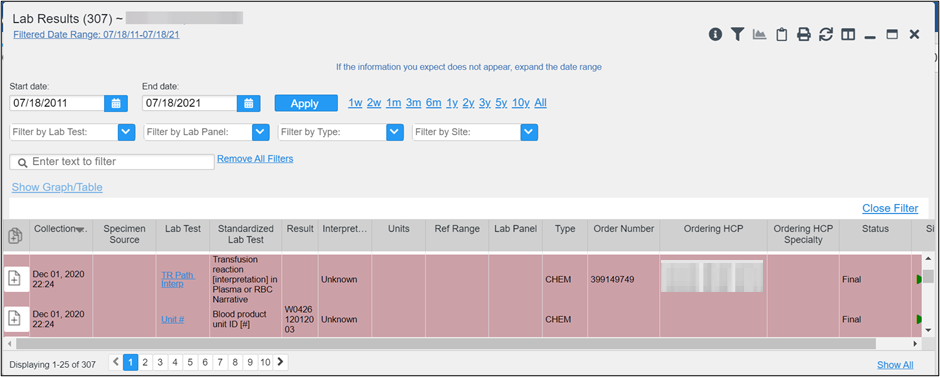 Lab Results (307) ~
Filtered Date Range: 07/18/11-07/18/21
If the information you expect does not appear, expand the date range
Start date: End date:
07/18/2011 07/18/2021 Apply 1w 2w 1m 3m 6m 1y 2y 3y 5y 10y All
Filter by Lab Test: Filter by Lab Panel: Filter by Type: Filter by Site:
Enter text to filter Remove All Filters
Show Graph/Table
Close Filter
Collection... Specimen Source Lab Test Standardized Lab Test Result Interpret... Units Ref Range Lab Panel Type Order Number Ordering HCP Ordering HCP Specialty Status Si
Dec 01, 2020 22:24 TR Path Interp Transfusion reaction [interpretation] in Plasma or RBC Narrative Unknown CHEM 399149749 Final
Dec 01, 2020 22:24 Unit # Blood product unit ID [#] W0426 120120 03 Unknown CHEM Final
Displaying 1-25 of 307 1 2 3 4 5 6 7 8 9 10 Show All